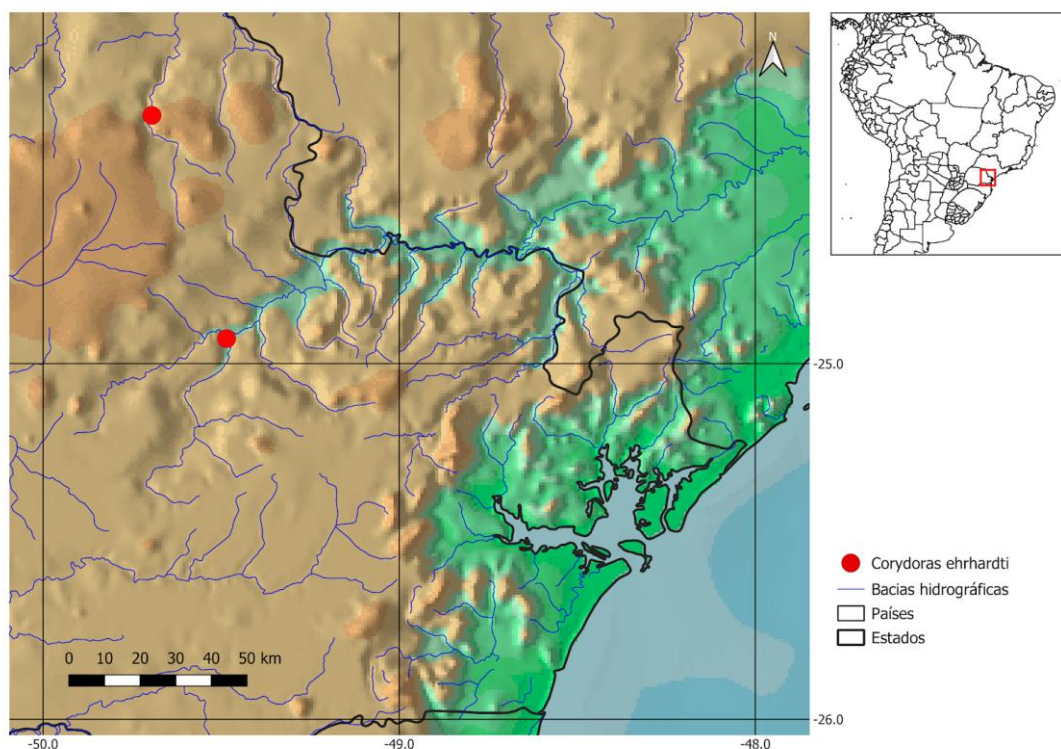 N
-25.0
-26.0
-50.0
-49.0
-48.0
0 10 20 30 40 50 km
Corydoras ehrhardti
Bacias hidrográficas
Países
Estados